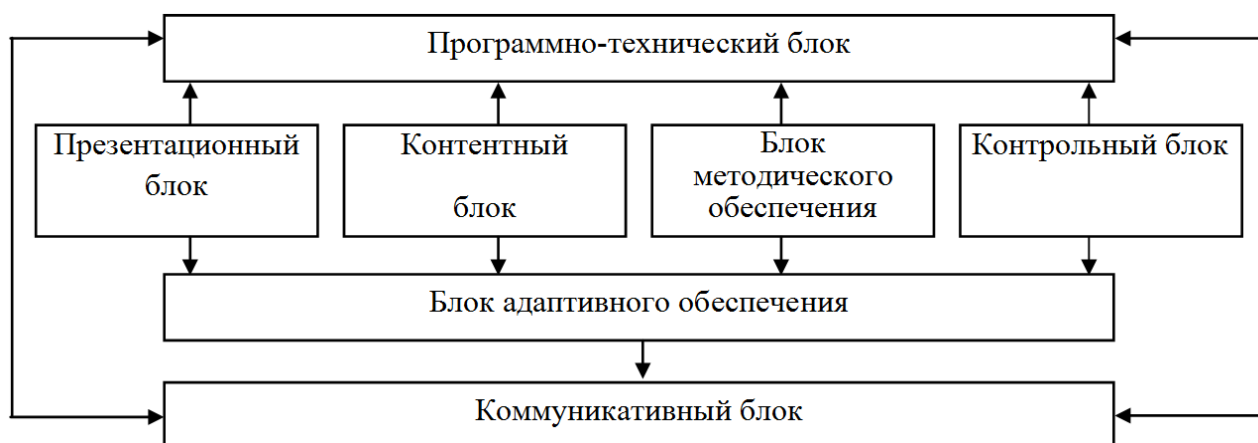 Программно-технический блок
Презентационный
блок
Контентный
блок
Блок
методического
обеспечения
Контрольный блок
Блок адаптивного обеспечения
Коммуникативный блок